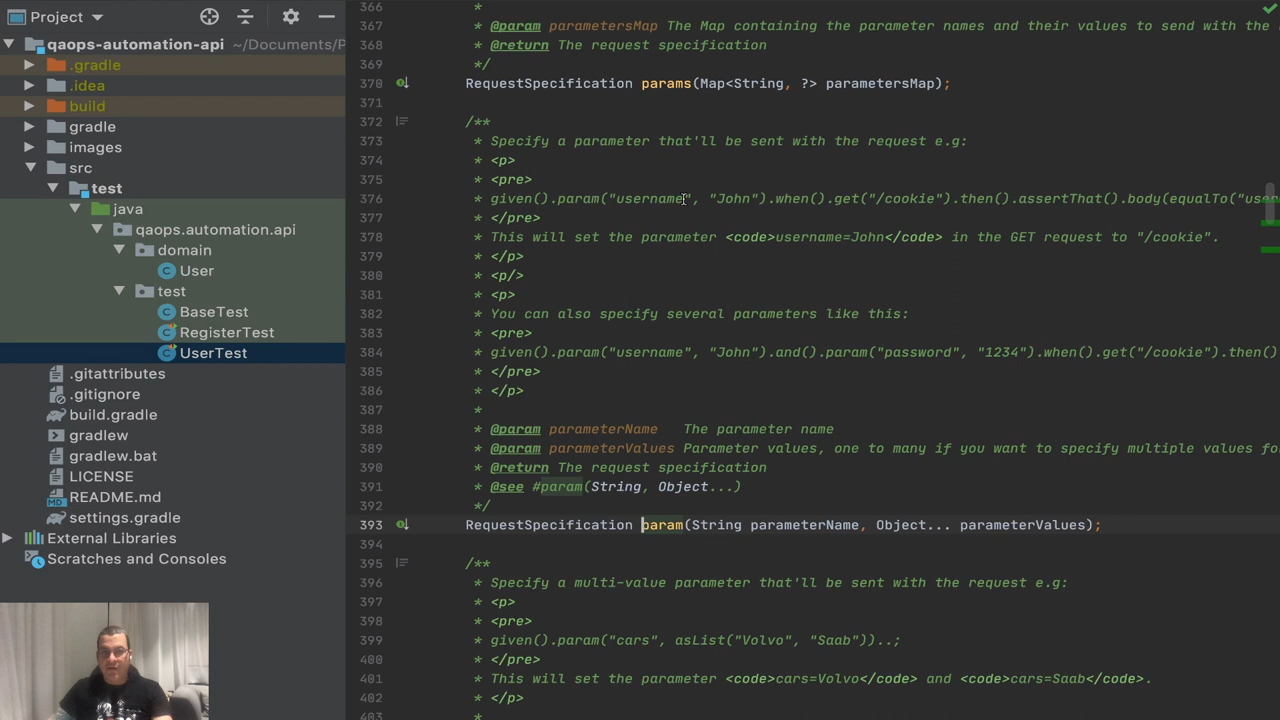 Project
qaops-automation-api ~/Documents/P
.gradle
.idea
build
gradle
images
src
test
java
qaops.automation.api
domain
User
test
BaseTest
RegisterTest
UserTest
.gitattributes
.gitignore
build.gradle
gradlew
gradlew.bat
LICENSE
README.md
settings.gradle
External Libraries
Scratches and Consoles
366 *
367 * @param parametersMap The Map containing the parameter names and their values to send with the
368 * @return The request specification
369 */
370 RequestSpecification params(Map<String, ?> parametersMap);
371
372 /**
373 * Specify a parameter that'll be sent with the request e.g:
374 * <p>
375 * <pre>
376 * given().param("username", "John").when().get("/cookie").then().assertThat().body(equalTo("user
377 * </pre>
378 * This will set the parameter <code>username=John</code> in the GET request to "/cookie".
379 * </p>
380 * <p/>
381 * <p>
382 * You can also specify several parameters like this:
383 * <pre>
384 * given().param("username", "John").and().param("password", "1234").when().get("/cookie").then()
385 * </pre>
386 * </p>
387 *
388 * @param parameterName The parameter name
389 * @param parameterValues Parameter values, one to many if you want to specify multiple values fo
390 * @return The request specification
391 * @see #param(String, Object...)
392 */
393 RequestSpecification param(String parameterName, Object... parameterValues);
394
395 /**
396 * Specify a multi-value parameter that'll be sent with the request e.g:
397 * <p>
398 * <pre>
399 * given().param("cars", asList("Volvo", "Saab"))..;
400 * </pre>
401 * This will set the parameter <code>cars=Volvo</code> and <code>cars=Saab</code>.
402 * </p>
403 *